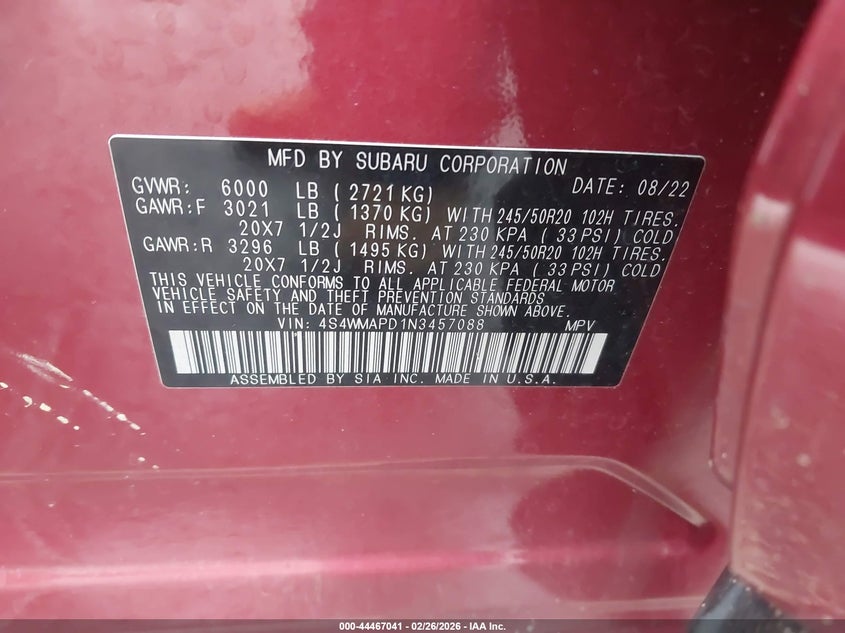 MFD BY SUBARU CORPORATION
GVWR: 6000 LB ( 2721 KG) DATE: 08/22
GAWR:F 3021 LB ( 1370 KG) WITH 245/50R20 102H TIRES.
20X7 1/2J RIMS. AT 230 KPA ( 33 PSI) COLD
GAWR:R 3296 LB ( 1495 KG) WITH 245/50R20 102H TIRES.
20X7 1/2J RIMS. AT 230 KPA ( 33 PSI) COLD
THIS VEHICLE CONFORMS TO ALL APPLICABLE FEDERAL MOTOR
VEHICLE SAFETY AND THEFT PREVENTION STANDARDS
IN EFFECT ON THE DATE OF MANUFACTURE SHOWN ABOVE.
VIN: 4S4WMAPD1N3457088 MPV
ASSEMBLED BY SIA INC. MADE IN U.S.A.
000-44467041 - 02/26/2026 - IAA Inc.